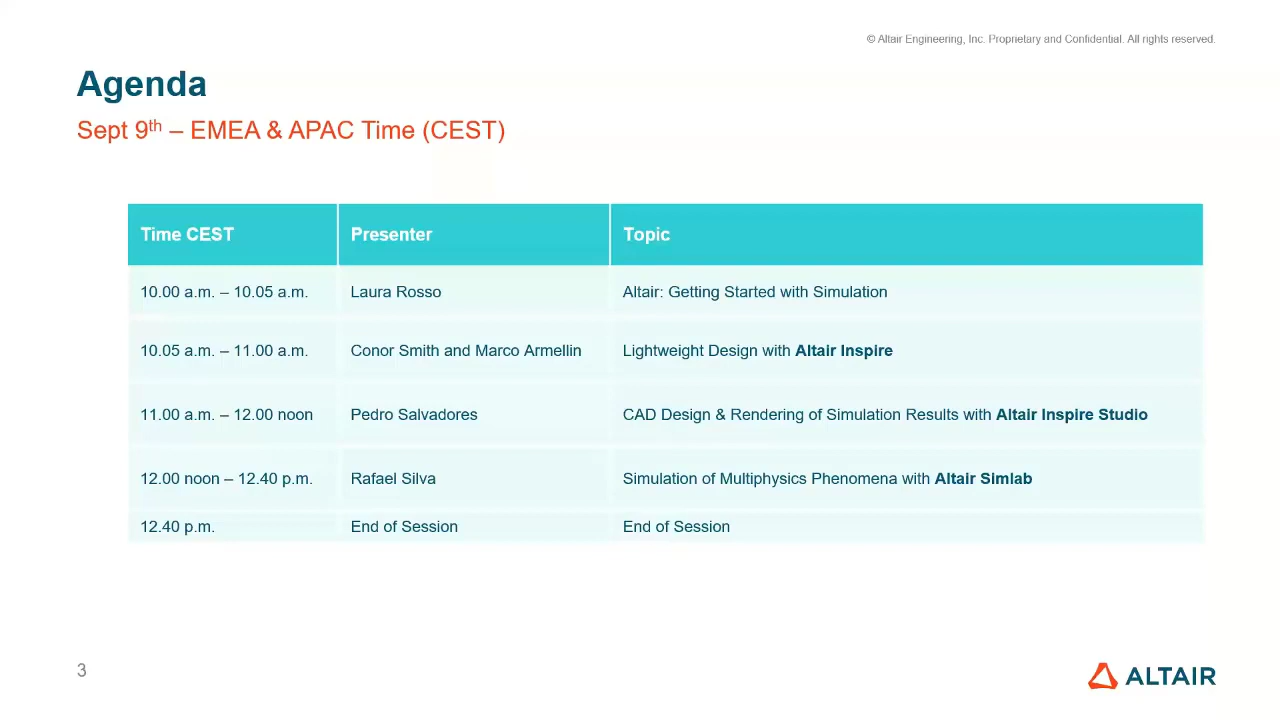 © Altair Engineering, Inc. Proprietary and Confidential. All rights reserved.
Agenda
Sept 9th – EMEA & APAC Time (CEST)
Time CEST Presenter Topic
10.00 a.m. – 10.05 a.m. Laura Rosso Altair: Getting Started with Simulation
10.05 a.m. – 11.00 a.m. Conor Smith and Marco Armellin Lightweight Design with Altair Inspire
11.00 a.m. – 12.00 noon Pedro Salvadores CAD Design & Rendering of Simulation Results with Altair Inspire Studio
12.00 noon – 12.40 p.m. Rafael Silva Simulation of Multiphysics Phenomena with Altair Simlab
12.40 p.m. End of Session End of Session
3
ALTAIR